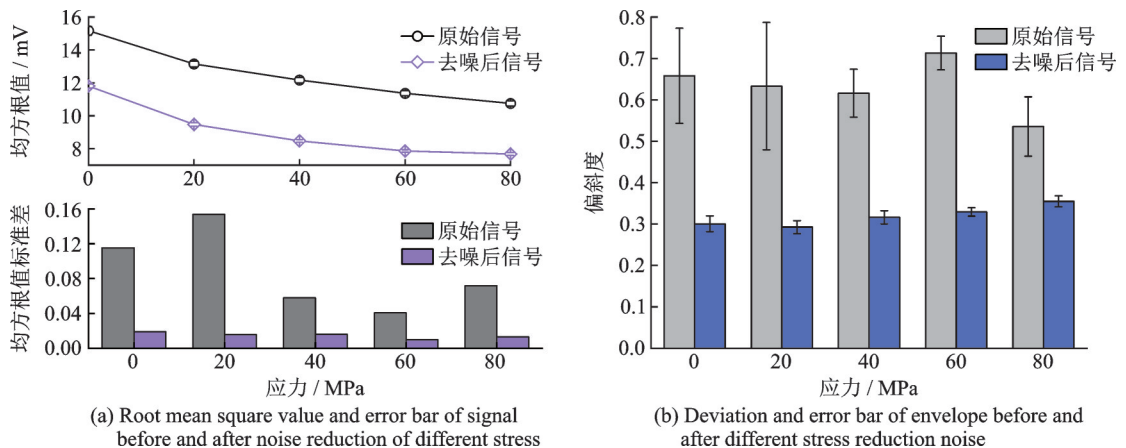 16
14
12
10
8
均方根值 / mV
原始信号
去噪后信号
0 20 40 60 80
0.16
0.12
0.08
0.04
0.00
均方根值标准差
原始信号
去噪后信号
0 20 40 60 80
应力 / MPa
(a) Root mean square value and error bar of signal
before and after noise reduction of different stress
0.8
0.7
0.6
0.5
0.4
0.3
0.2
0.1
0.0
偏斜度
原始信号
去噪后信号
0 20 40 60 80
应力 / MPa
(b) Deviation and error bar of envelope before and
after different stress reduction noise